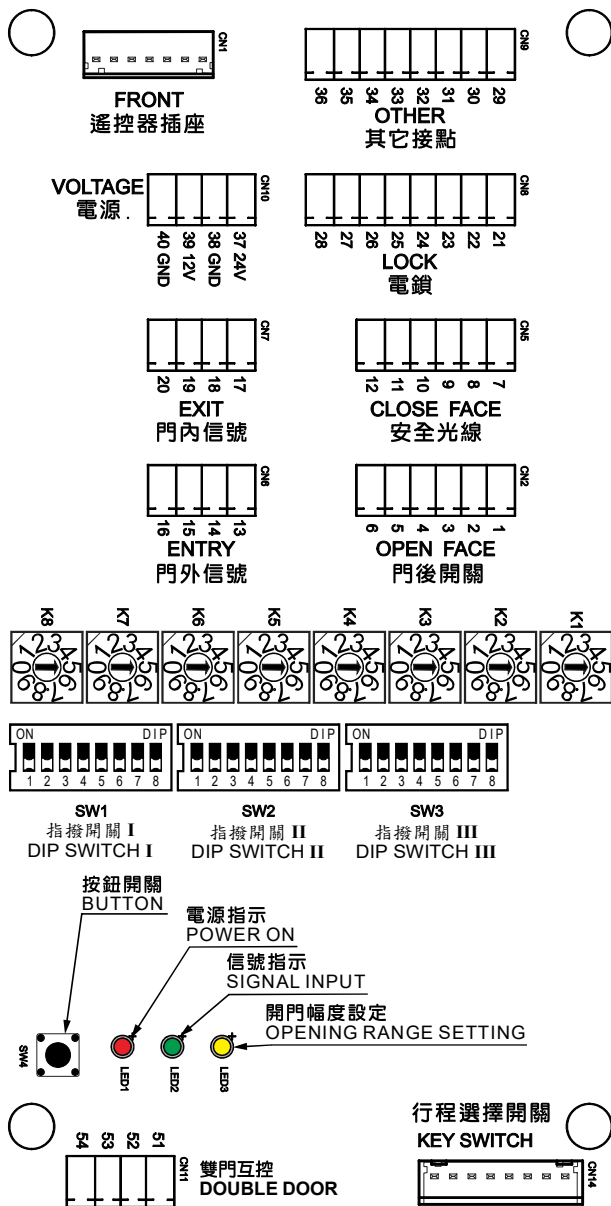 CN1
FRONT
遙控器插座
CN9
36 35 34 33 32 31 30 29
OTHER
其它接點
VOLTAGE
電源.
CN10
40 GND 39 12V 38 GND 37 24V
CN8
28 27 26 25 24 23 22 21
LOCK
電鎖
CN7
20 19 18 17
EXIT
門內信號
CN5
12 11 10 9 8 7
CLOSE FACE
安全光線
CN6
16 15 14 13
ENTRY
門外信號
CN2
6 5 4 3 2 1
OPEN FACE
門後開關
K8 K7 K6 K5 K4 K3 K2 K1
0123456789 0123456789 0123456789 0123456789 0123456789 0123456789 0123456789 0123456789
ON DIP ON DIP ON DIP
1 2 3 4 5 6 7 8 1 2 3 4 5 6 7 8 1 2 3 4 5 6 7 8
SW1 SW2 SW3
指撥開關 I 指撥開關 II 指撥開關 III
DIP SWITCH I DIP SWITCH II DIP SWITCH III
按鈕開關
BUTTON
電源指示
POWER ON
信號指示
SIGNAL INPUT
開門幅度設定
OPENING RANGE SETTING
SW4
+ + +
LED1 LED2 LED3
54 53 52 51
CN11
雙門互控
DOUBLE DOOR
行程選擇開關
KEY SWITCH
CN14